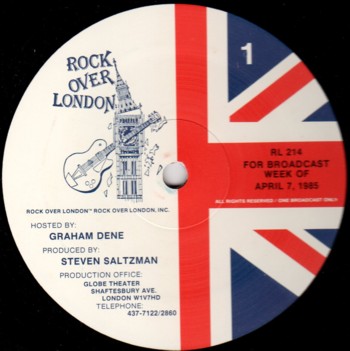 ROCK
OVER
LONDON
1
RL 214
FOR BROADCAST
WEEK OF
APRIL 7, 1985
ALL RIGHTS RESERVED / ONE BROADCAST ONLY
ROCK OVER LONDON™ ROCK OVER LONDON, INC.
HOSTED BY:
GRAHAM DENE
PRODUCED BY:
STEVEN SALTZMAN
PRODUCTION OFFICE:
GLOBE THEATER
SHAFTESBURY AVE.
LONDON W1V7HD
TELEPHONE:
437-7122/2860